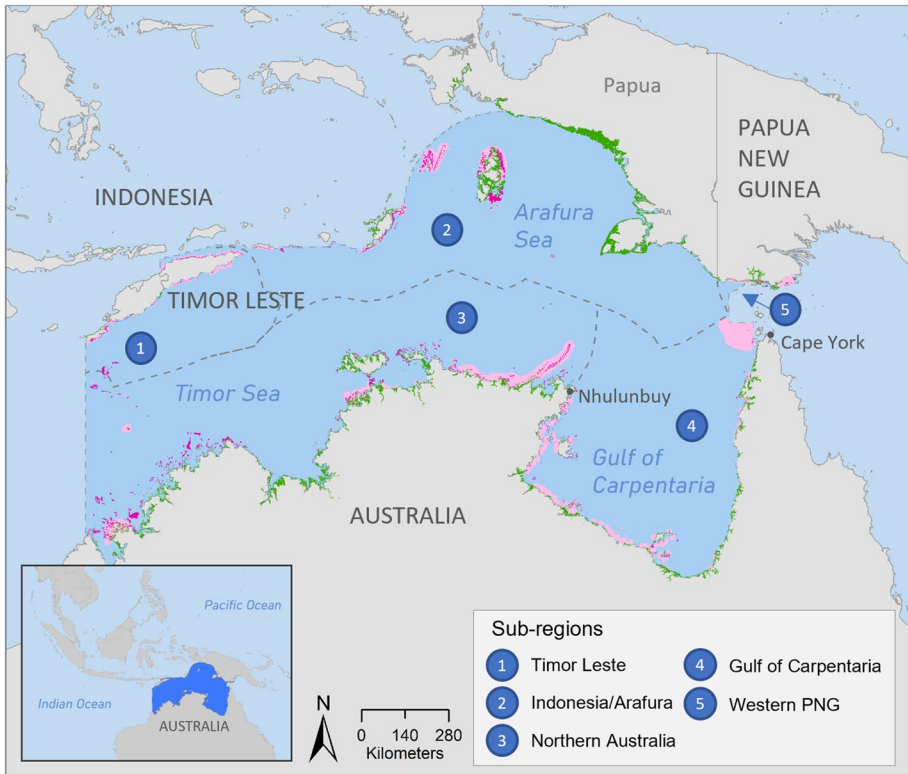 Papua
PAPUA
NEW
GUINEA
INDONESIA
Arafura
Sea
2
TIMOR LESTE
3
5
1
Cape York
Timor Sea
Nhulunbuy
4
Gulf of
Carpentaria
AUSTRALIA
Pacific Ocean
Indian Ocean
AUSTRALIA
N
0 140 280
Kilometers
Sub-regions
1 Timor Leste
2 Indonesia/Arafura
3 Northern Australia
4 Gulf of Carpentaria
5 Western PNG